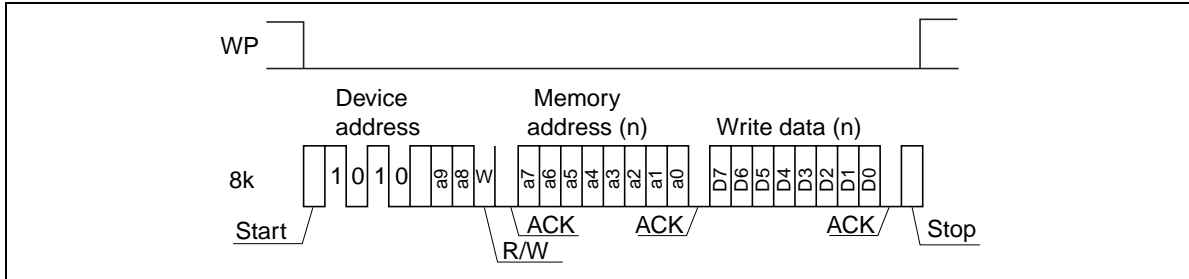 WP
Device
address
Memory
address (n)
Write data (n)
8k
1 0 1 0 a9 a8 W a7 a6 a5 a4 a3 a2 a1 a0 D7 D6 D5 D4 D3 D2 D1 D0
Start
ACK
ACK
ACK
Stop
R/W